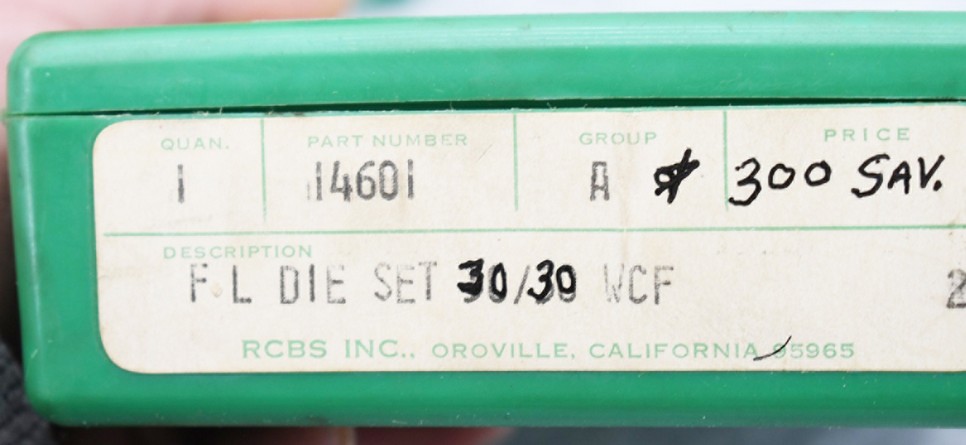 QUAN. PART NUMBER GROUP PRICE
1 14601 A $ 300 SAV.
DESCRIPTION
F L DIE SET 30/30 WCF 2
RCBS INC., OROVILLE, CALIFORNIA 95965